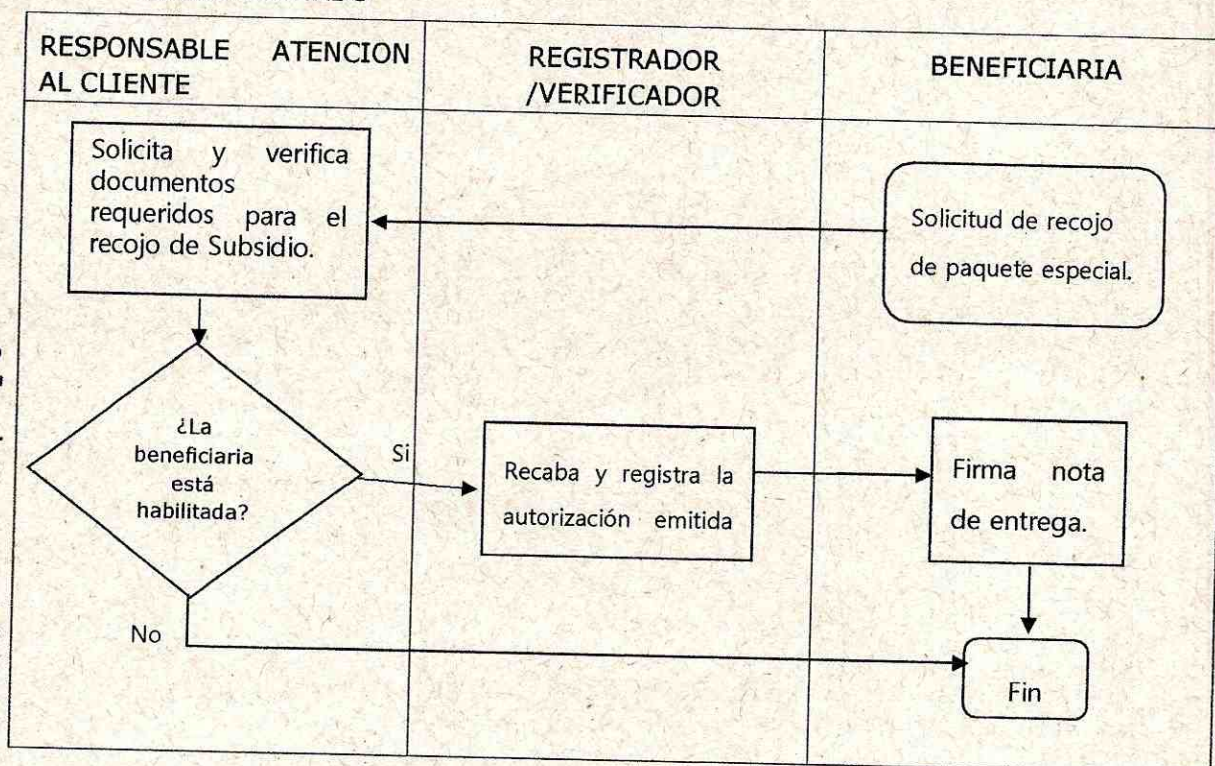 RESPONSABLE ATENCION
AL CLIENTE
REGISTRADOR
/VERIFICADOR
BENEFICIARIA
Solicita y verifica
documentos
requeridos para el
recojo de Subsidio.
Solicitud de recojo
de paquete especial.
¿La
beneficiaria
está
habilitada?
Si
Recaba y registra la
autorización emitida
Firma nota
de entrega.
No
Fin